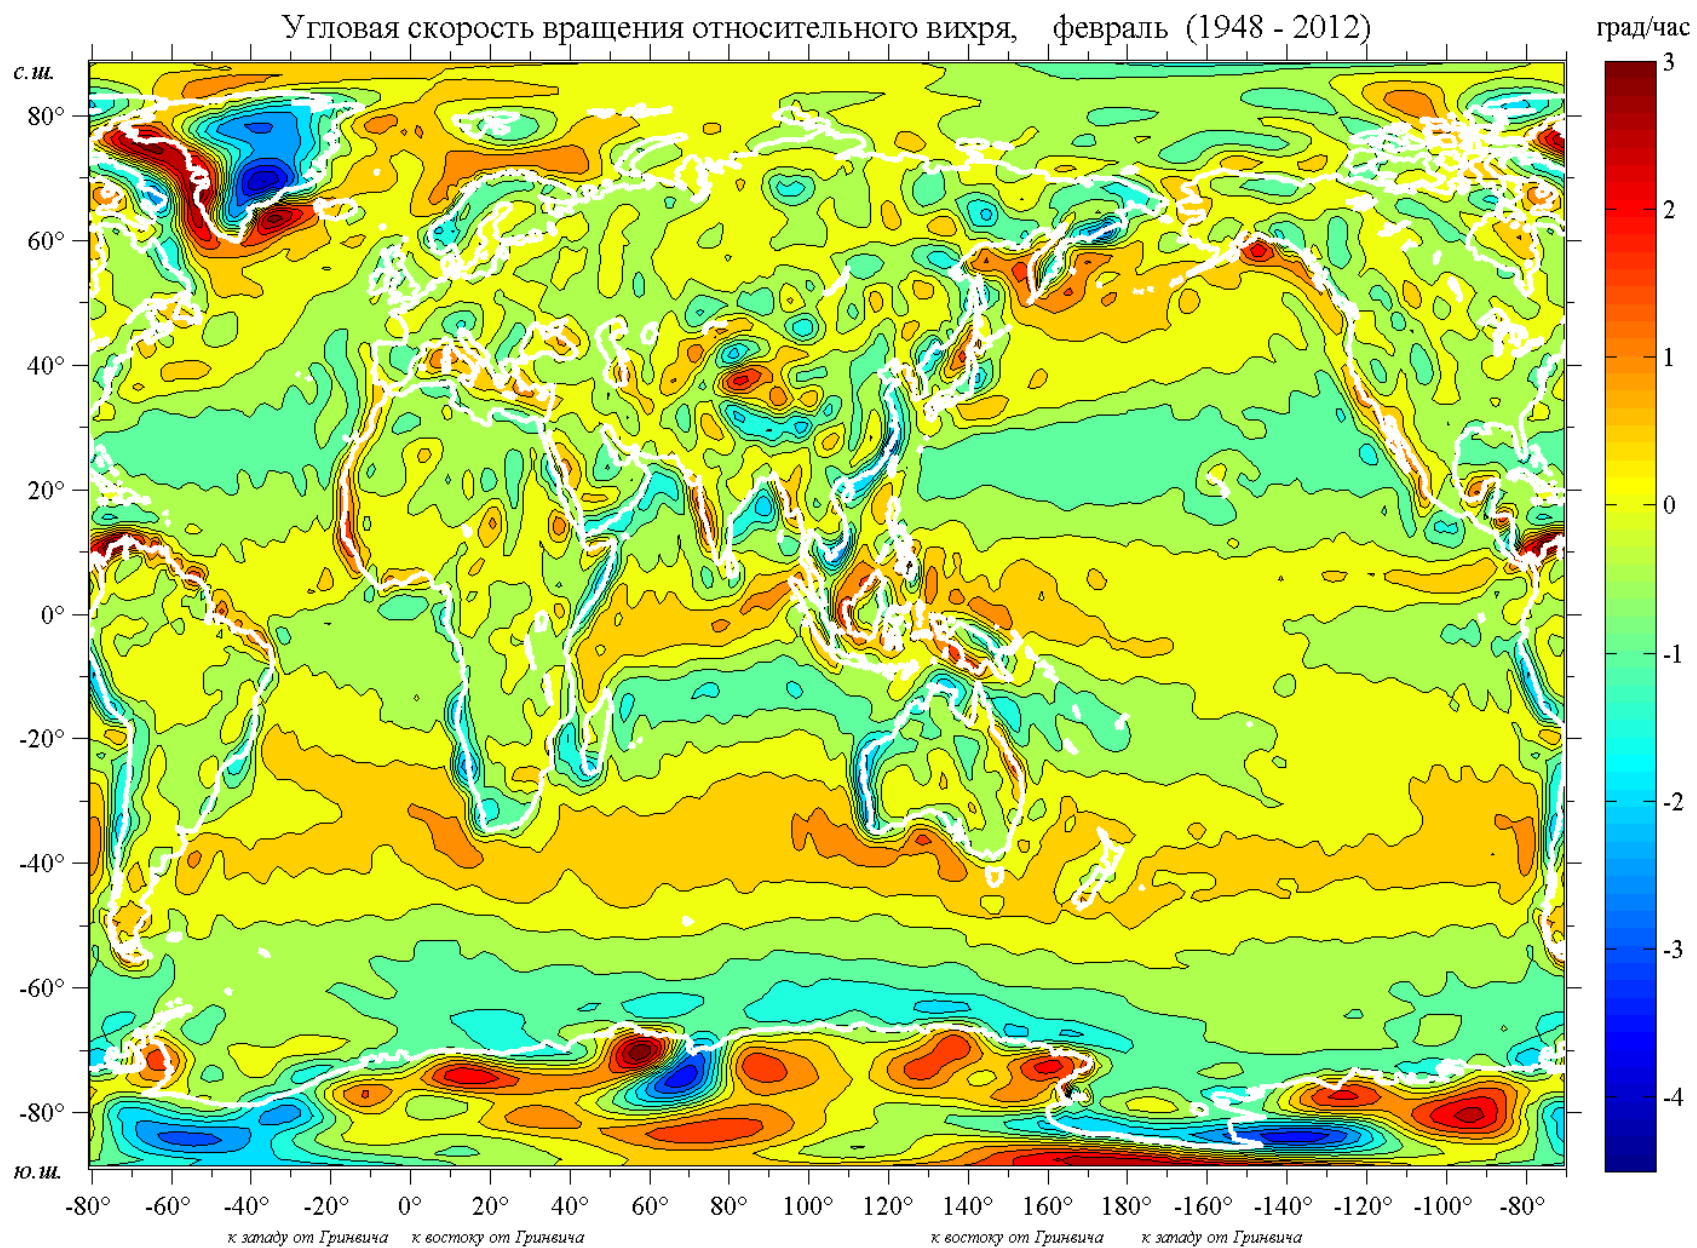 Угловая скорость вращения относительного вихря, февраль (1948 - 2012)
град/час
с.ш.
80°
60°
40°
20°
0°
-20°
-40°
-60°
-80°
ю.ш.
3
2
1
0
-1
-2
-3
-4
-80° -60° -40° -20° 0° 20° 40° 60° 80° 100° 120° 140° 160° 180° -160° -140° -120° -100° -80°
к западу от Гринвича к востоку от Гринвича к востоку от Гринвича к западу от Гринвича